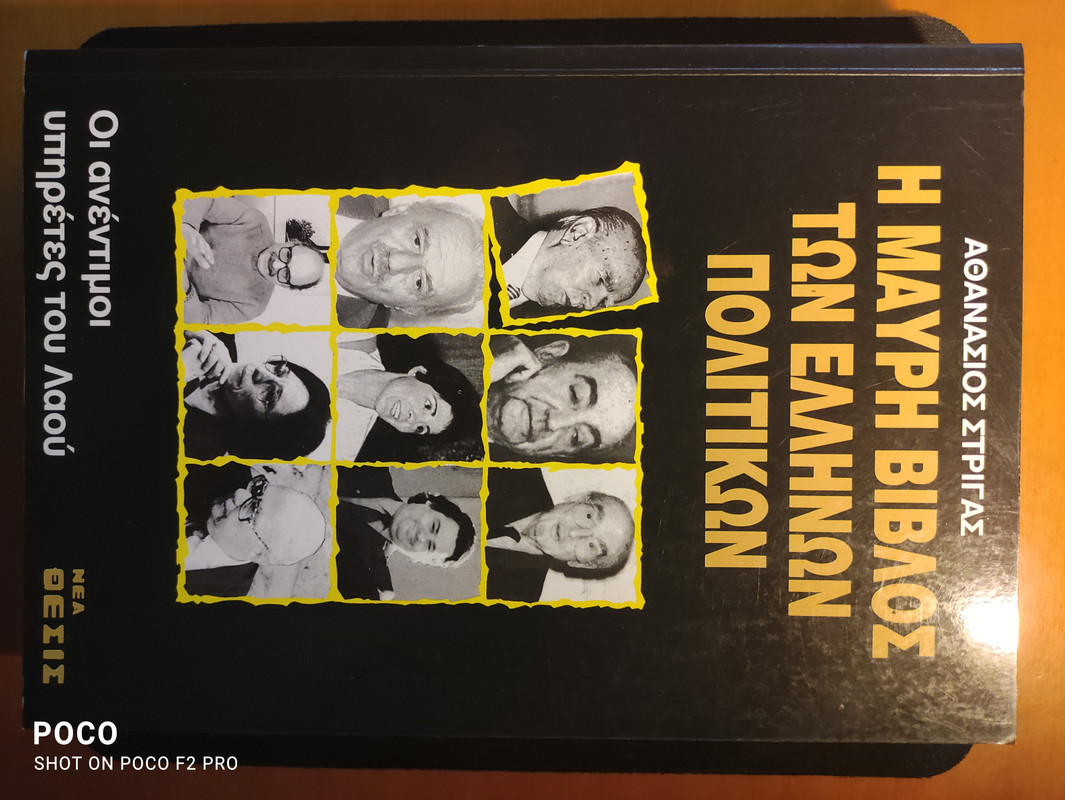 ΑΘΑΝΑΣΙΟΣ ΣΤΡΙΓΑΣ
Η ΜΑΥΡΗ ΒΙΒΛΟΣ
ΤΩΝ ΕΛΛΗΝΩΝ
ΠΟΛΙΤΙΚΩΝ
Οι ανέντιμοι
υπηρέτες του Λαού
ΝΕΑ
ΘΕΣΙΣ
POCO
SHOT ON POCO F2 PRO